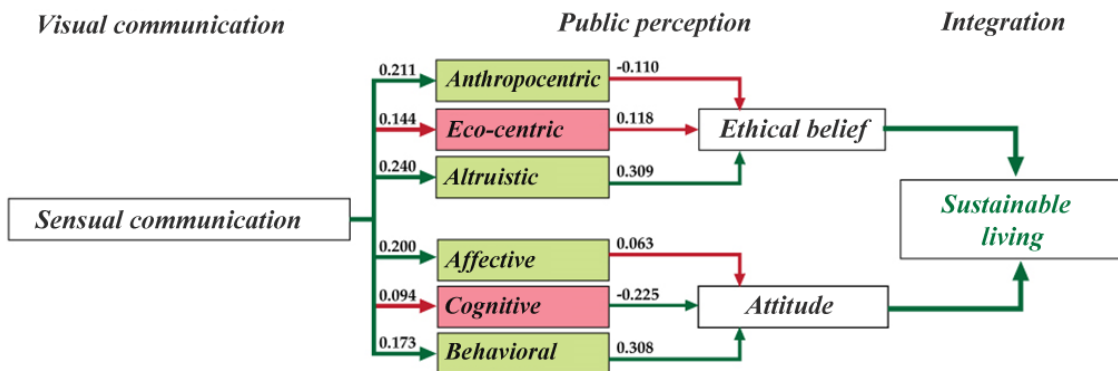 Visual communication
Public perception
Integration
0.211
Anthropocentric
-0.110
0.144
Eco-centric
0.118
Ethical belief
0.240
Altruistic
0.309
Sensual communication
Sustainable
living
0.200
Affective
0.063
0.094
Cognitive
-0.225
Attitude
0.173
Behavioral
0.308